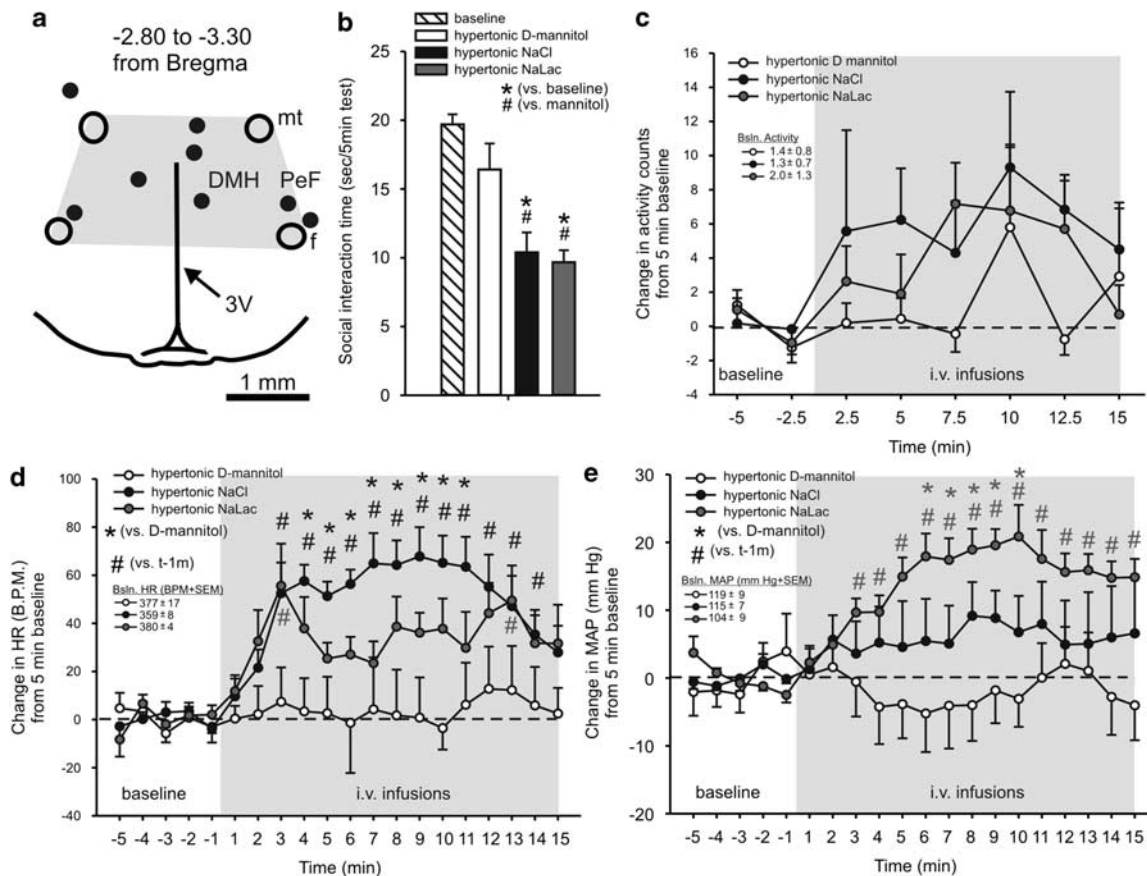 a
-2.80 to -3.30
from Bregma
mt
DMH
PeF
f
3V
1 mm
b
baseline
hypertonic D-mannitol
hypertonic NaCl
hypertonic NaLac
* (vs. baseline)
# (vs. mannitol)
Social interaction time (sec/5min test)
25
20
15
10
5
0
*
#
*
#
c
hypertonic D mannitol
hypertonic NaCl
hypertonic NaLac
Bsln. Activity
1.4± 0.8
1.3± 0.7
2.0± 1.3
Change in activity counts
from 5 min baseline
16
14
12
10
8
6
4
2
0
-2
-4
baseline
i.v. infusions
-5 -2.5 2.5 5 7.5 10 12.5 15
Time (min)
d
hypertonic D-mannitol
hypertonic NaCl
hypertonic NaLac
* (vs. D-mannitol)
# (vs. t-1m)
Bsln. HR (BPM+SEM)
377± 17
359± 8
380± 4
Change in HR (B.P.M.)
from 5 min baseline
100
80
60
40
20
0
-20
-40
* * * * * * * *
# # # # # # # # # # # #
# #
baseline
i.v. infusions
-5 -4 -3 -2 -1 1 2 3 4 5 6 7 8 9 10 11 12 13 14 15
Time (min)
e
hypertonic D-mannitol
hypertonic NaCl
hypertonic NaLac
* (vs. D-mannitol)
# (vs. t-1m)
Bsln. MAP (mm Hg+SEM)
119± 9
115± 7
104± 9
Change in MAP (mm Hg)
from 5 min baseline
30
20
10
0
-10
-20
* * * * *
# # # # # # # # # # # # #
baseline
i.v. infusions
-5 -4 -3 -2 -1 1 2 3 4 5 6 7 8 9 10 11 12 13 14 15
Time (min)